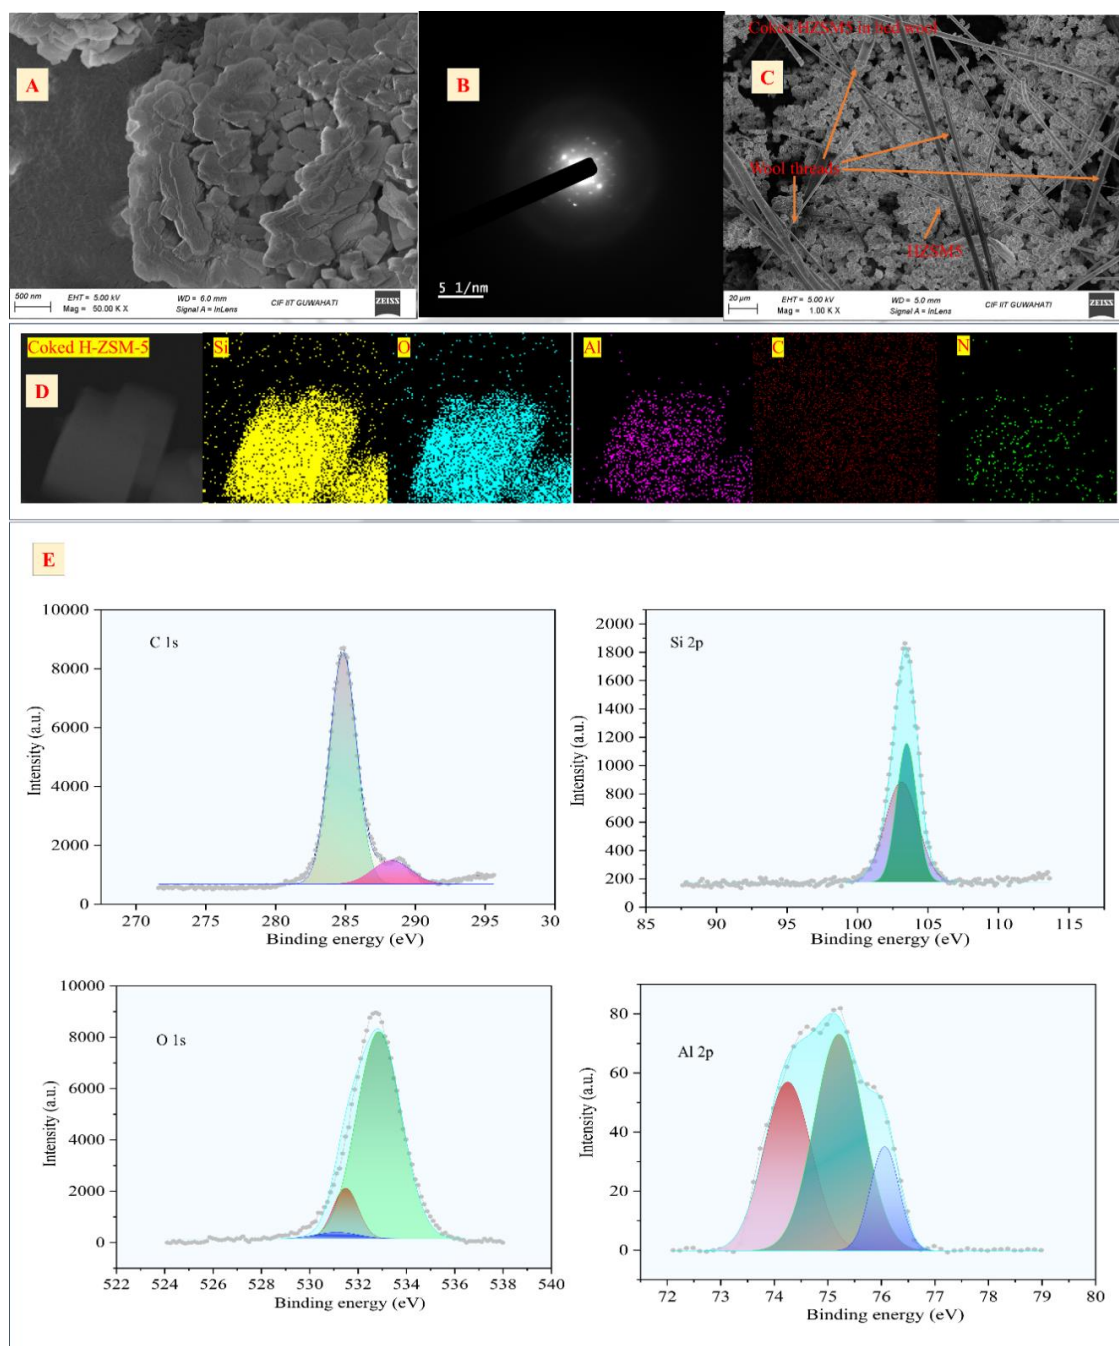 A
500 nm
EHT = 5.00 kV
Mag = 50.00 K X
WD = 6.0 mm
Signal A = InLens
CIF IIT GUWAHATI
ZEISS
B
5 1/nm
Coked HZSM5 in bed wool
C
Wool threads
HZSM5
20 µm
EHT = 5.00 kV
Mag = 1.00 K X
WD = 5.0 mm
Signal A = InLens
CIF IIT GUWAHATI
ZEISS
Coked H-ZSM-5
Si
O
Al
C
N
D
E
C 1s
Intensity (a.u.)
10000
8000
6000
4000
2000
0
270 275 280 285 290 295 30
Binding energy (eV)
Si 2p
Intensity (a.u.)
2000
1800
1600
1400
1200
1000
800
600
400
200
0
85 90 95 100 105 110 115
Binding energy (eV)
O 1s
Intensity (a.u.)
10000
8000
6000
4000
2000
0
522 524 526 528 530 532 534 536 538 540
Binding energy (eV)
Al 2p
Intensity (a.u.)
80
60
40
20
0
72 73 74 75 76 77 78 79 80
Binding energy (eV)